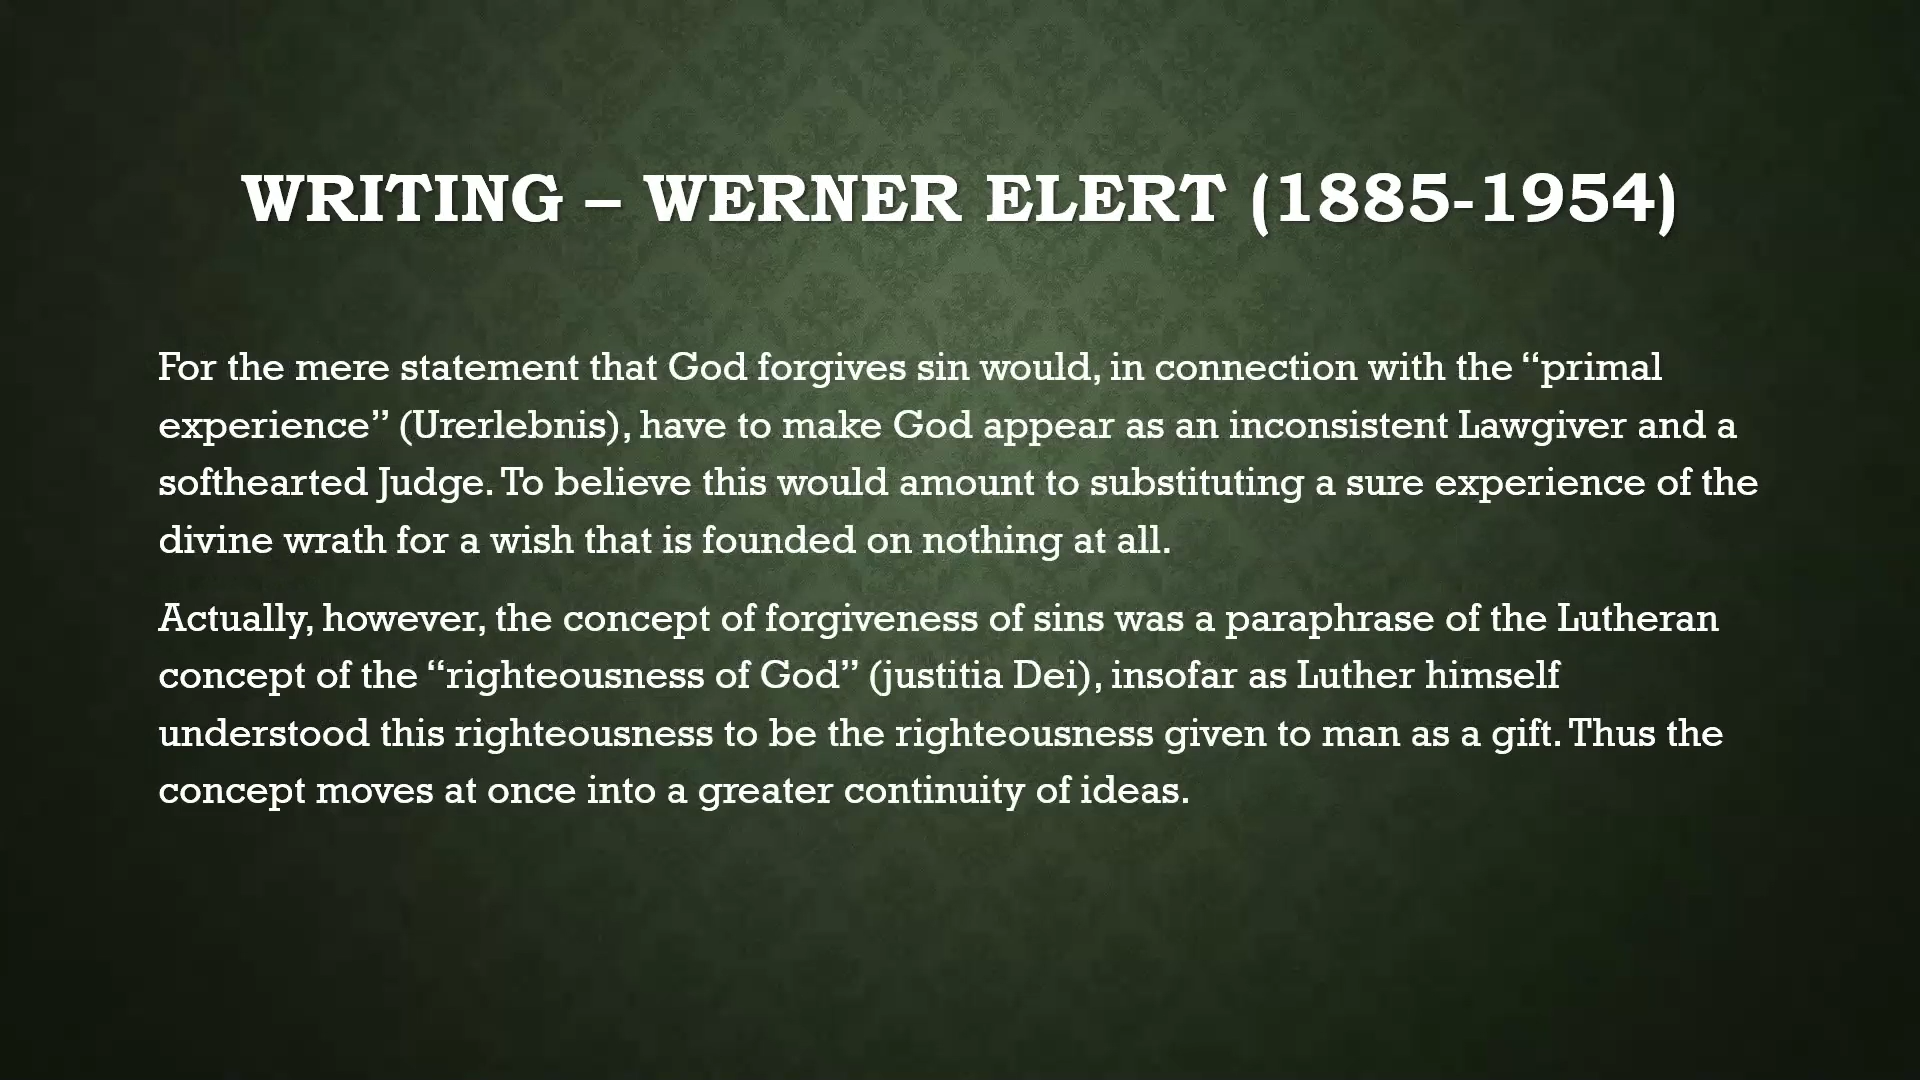 WRITING – WERNER ELERT (1885-1954)
For the mere statement that God forgives sin would, in connection with the “primal
experience” (Urerlebnis), have to make God appear as an inconsistent Lawgiver and a
softhearted Judge. To believe this would amount to substituting a sure experience of the
divine wrath for a wish that is founded on nothing at all.
Actually, however, the concept of forgiveness of sins was a paraphrase of the Lutheran
concept of the “righteousness of God” (justitia Dei), insofar as Luther himself
understood this righteousness to be the righteousness given to man as a gift. Thus the
concept moves at once into a greater continuity of ideas.